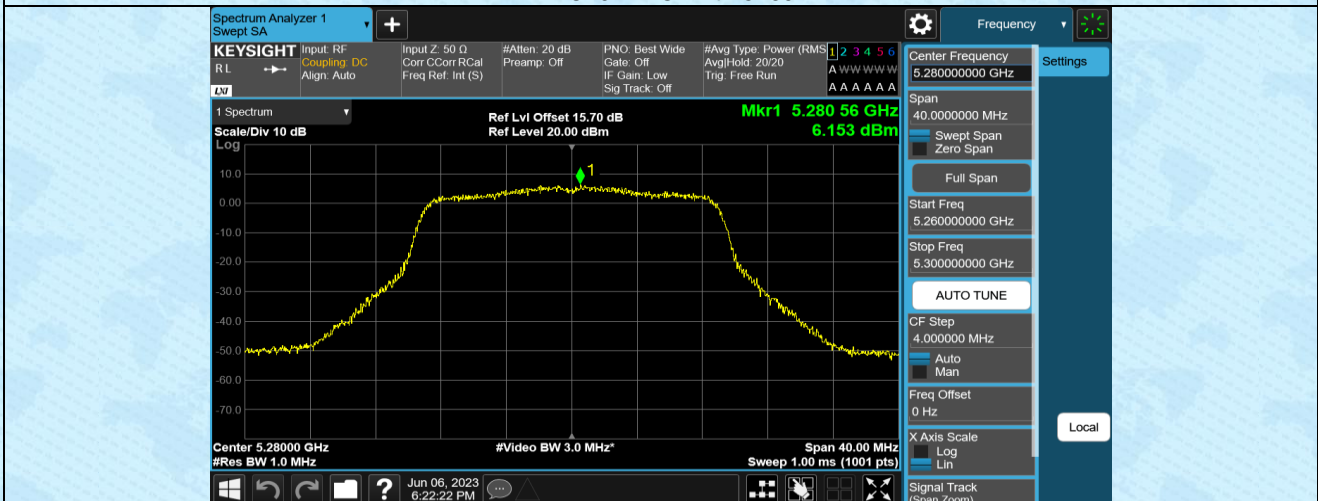 Spectrum Analyzer 1
Swept SA
Frequency
KEYSIGHT
R L
LXI
Input: RF
Coupling: DC
Align: Auto
Input Z: 50 Ω
Corr CCorr RCal
Freq Ref: Int (S)
#Atten: 20 dB
Preamp: Off
PNO: Best Wide
Gate: Off
IF Gain: Low
Sig Track: Off
#Avg Type: Power (RMS
Avg|Hold: 20/20
Trig: Free Run
1 2 3 4 5 6
A W W W W W
A A A A A A
1 Spectrum
Scale/Div 10 dB
Log
Ref Lvl Offset 15.70 dB
Ref Level 20.00 dBm
Mkr1 5.280 56 GHz
6.153 dBm
1
10.0
0.00
-10.0
-20.0
-30.0
-40.0
-50.0
-60.0
-70.0
Center 5.28000 GHz
#Res BW 1.0 MHz
#Video BW 3.0 MHz*
Span 40.00 MHz
Sweep 1.00 ms (1001 pts)
?
Jun 06, 2023
6:22:22 PM
Center Frequency
5.280000000 GHz
Span
40.0000000 MHz
Swept Span
Zero Span
Full Span
Start Freq
5.260000000 GHz
Stop Freq
5.300000000 GHz
AUTO TUNE
CF Step
4.000000 MHz
Auto
Man
Freq Offset
0 Hz
X Axis Scale
Log
Lin
Signal Track
(Span Zoom)
Settings
Local